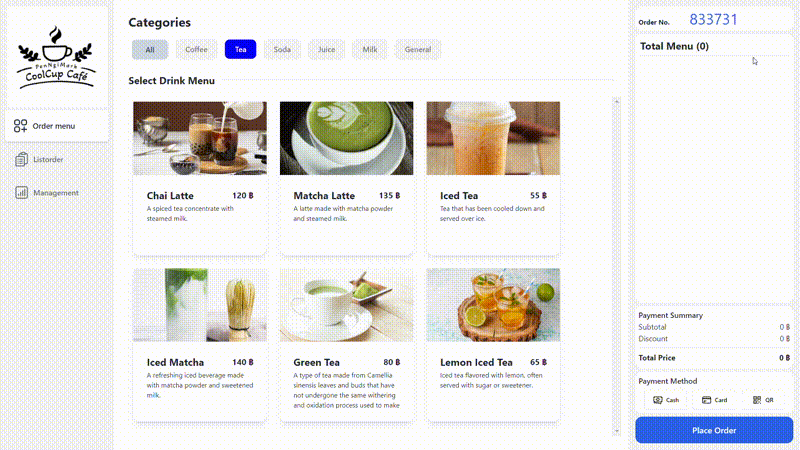 PenNgiMark
CoolCup Café
Order menu
Listorder
Management
Categories
All
Coffee
Tea
Soda
Juice
Milk
General
Select Drink Menu
Chai Latte 120 ฿
A spiced tea concentrate with
steamed milk.
Matcha Latte 135 ฿
A latte made with matcha powder
and steamed milk.
Iced Tea 55 ฿
Tea that has been cooled down and
served over ice.
Iced Matcha 140 ฿
A refreshing iced beverage made
with matcha powder and sweetened
milk.
Green Tea 80 ฿
A type of tea made from Camellia
sinensis leaves and buds that have
not undergone the same withering
and oxidation process used to make
Lemon Iced Tea 65 ฿
Iced tea flavored with lemon, often
served with sugar or sweetener.
Order No. 833731
Total Menu (0)
Payment Summary
Subtotal 0 ฿
Discount 0 ฿
Total Price 0 ฿
Payment Method
Cash
Card
QR
Place Order